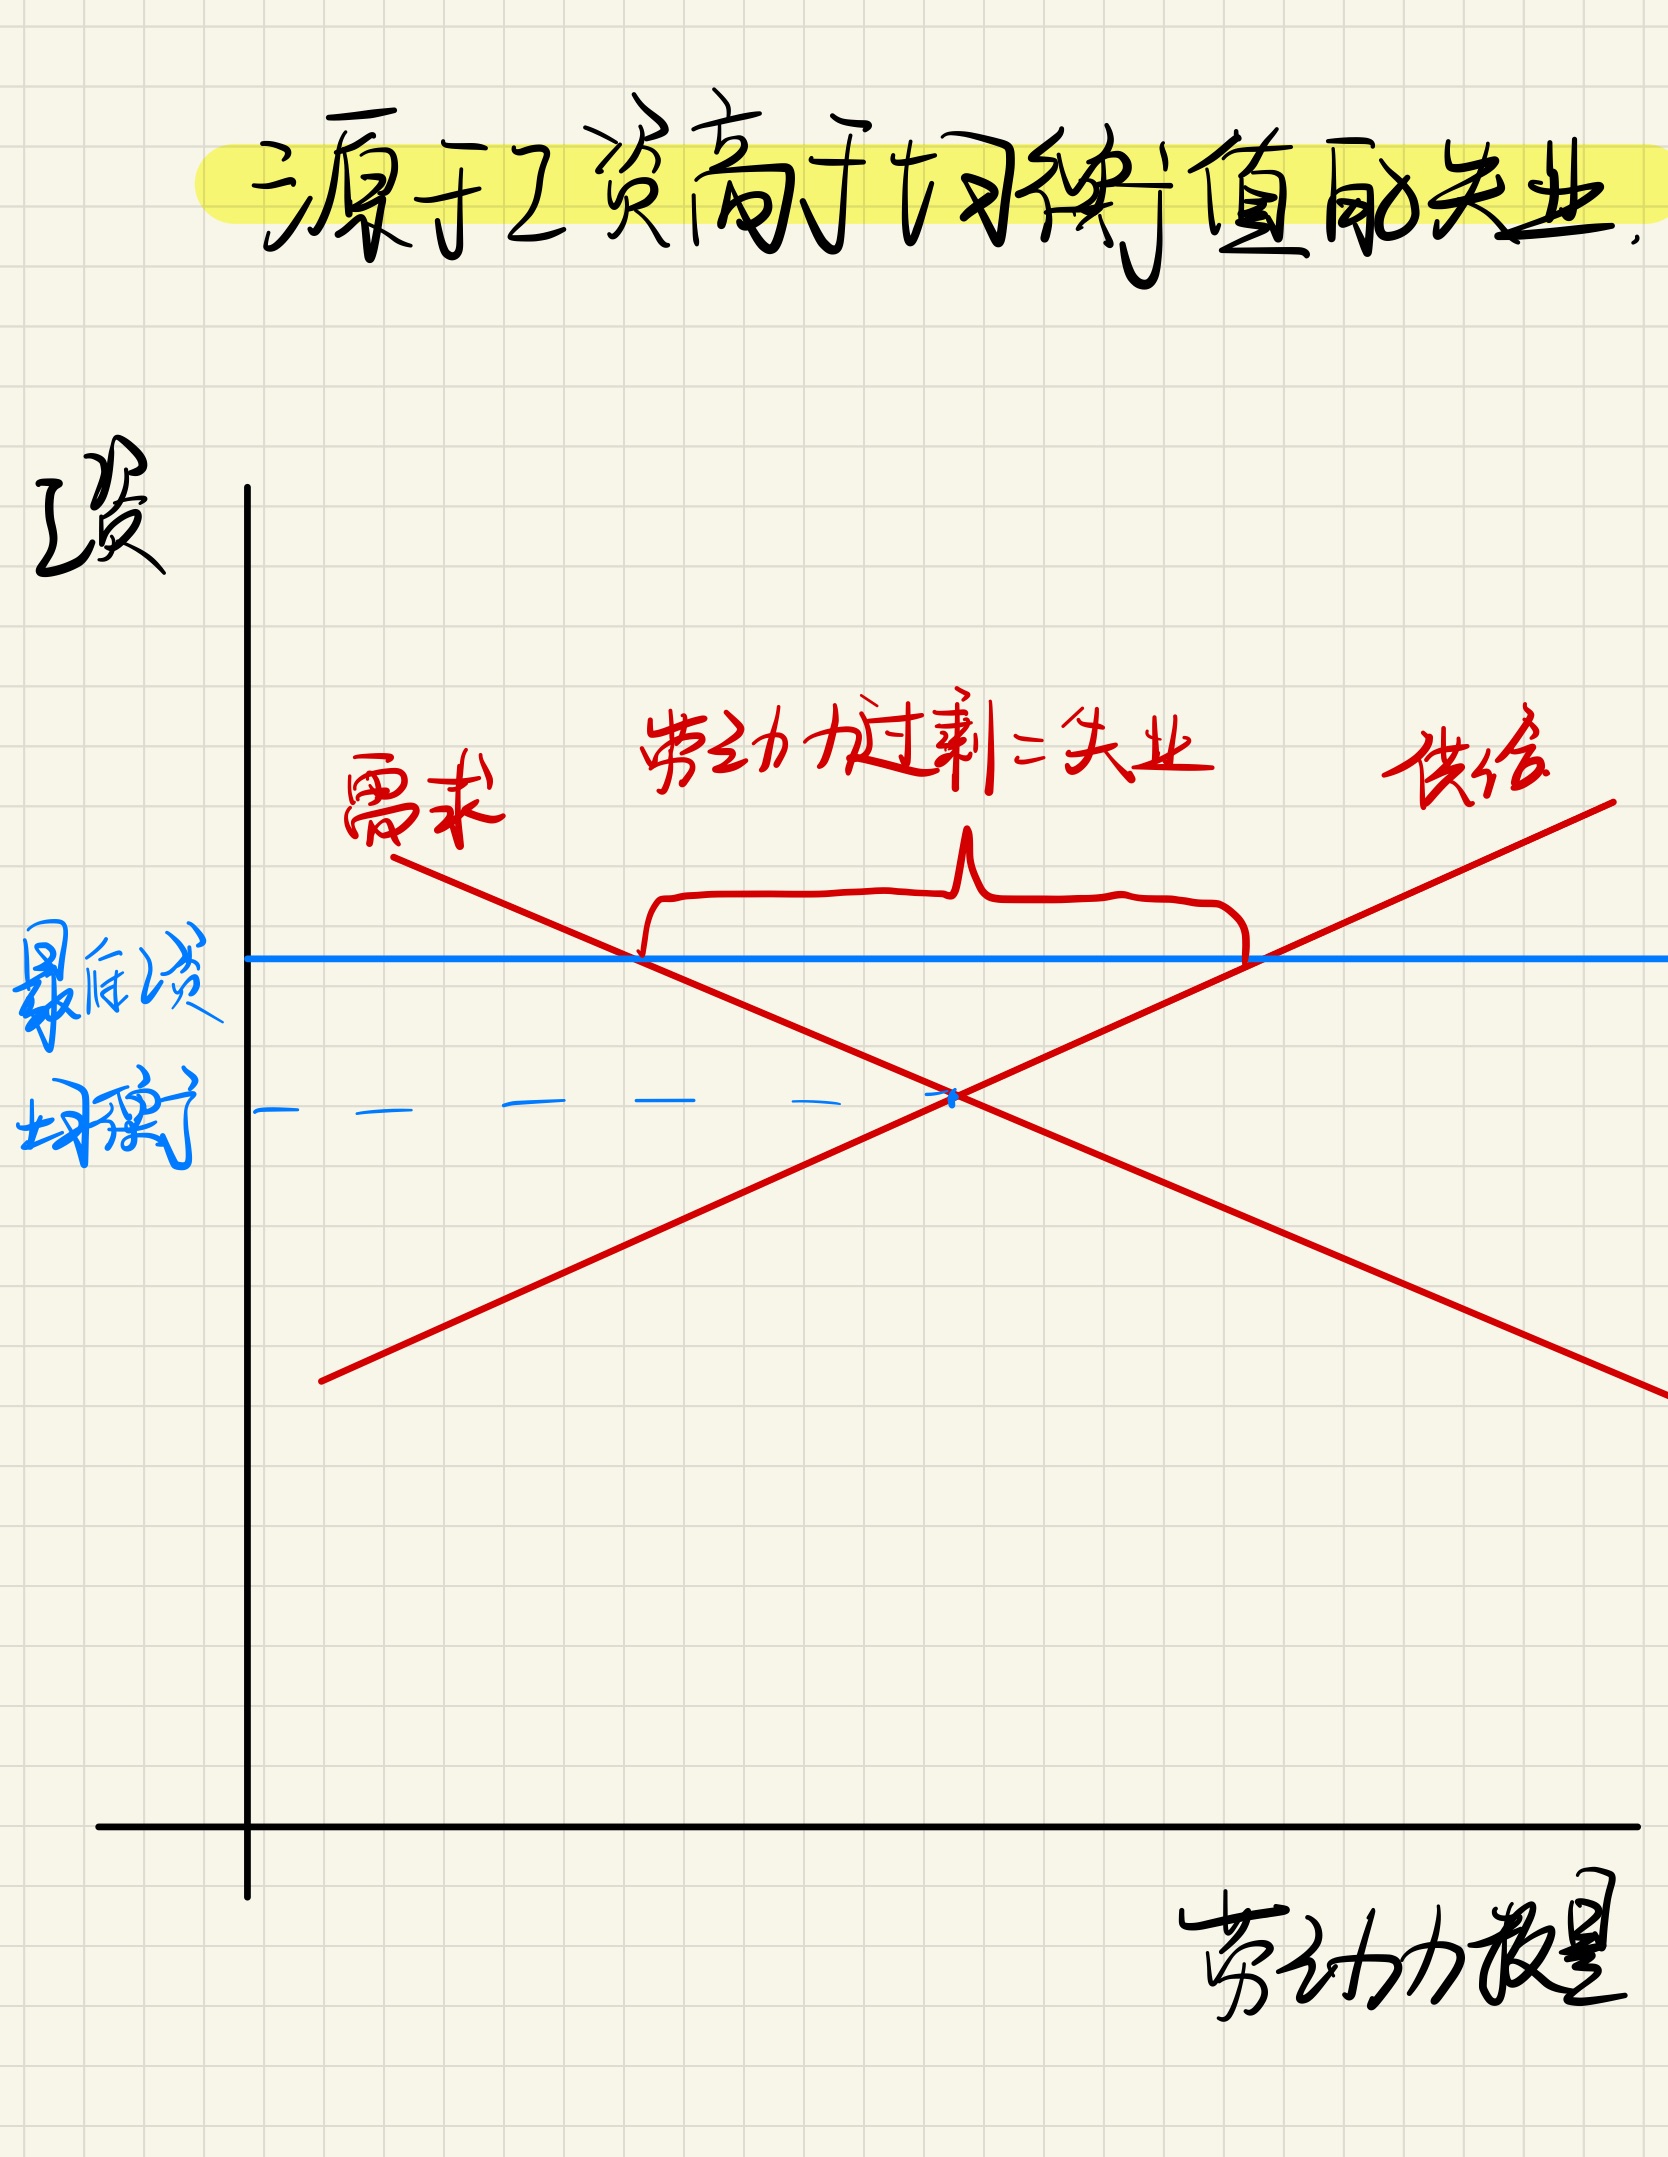 源于工资高于均衡值的失业.
工资
劳动力过剩=失业
需求
供给
最低工资
均衡
劳动力数量